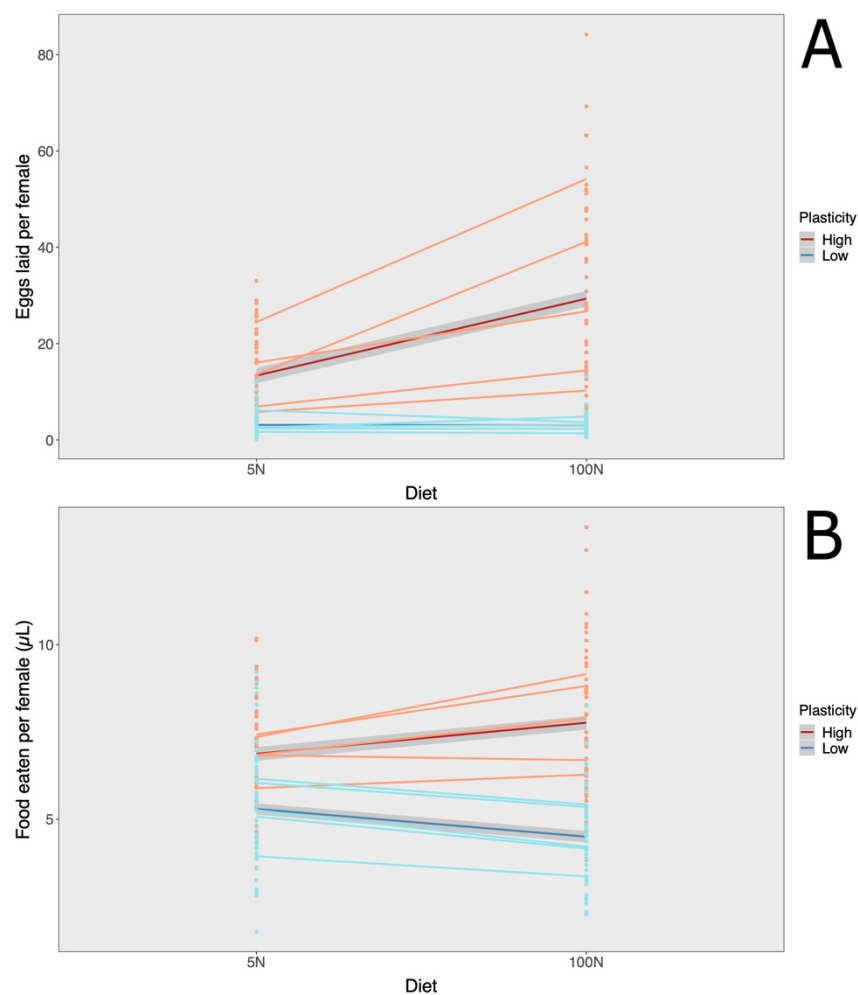 A
80
60
40
20
0
Eggs laid per female
5N
100N
Diet
Plasticity
High
Low
B
10
5
Food eaten per female (µL)
5N
100N
Diet
Plasticity
High
Low